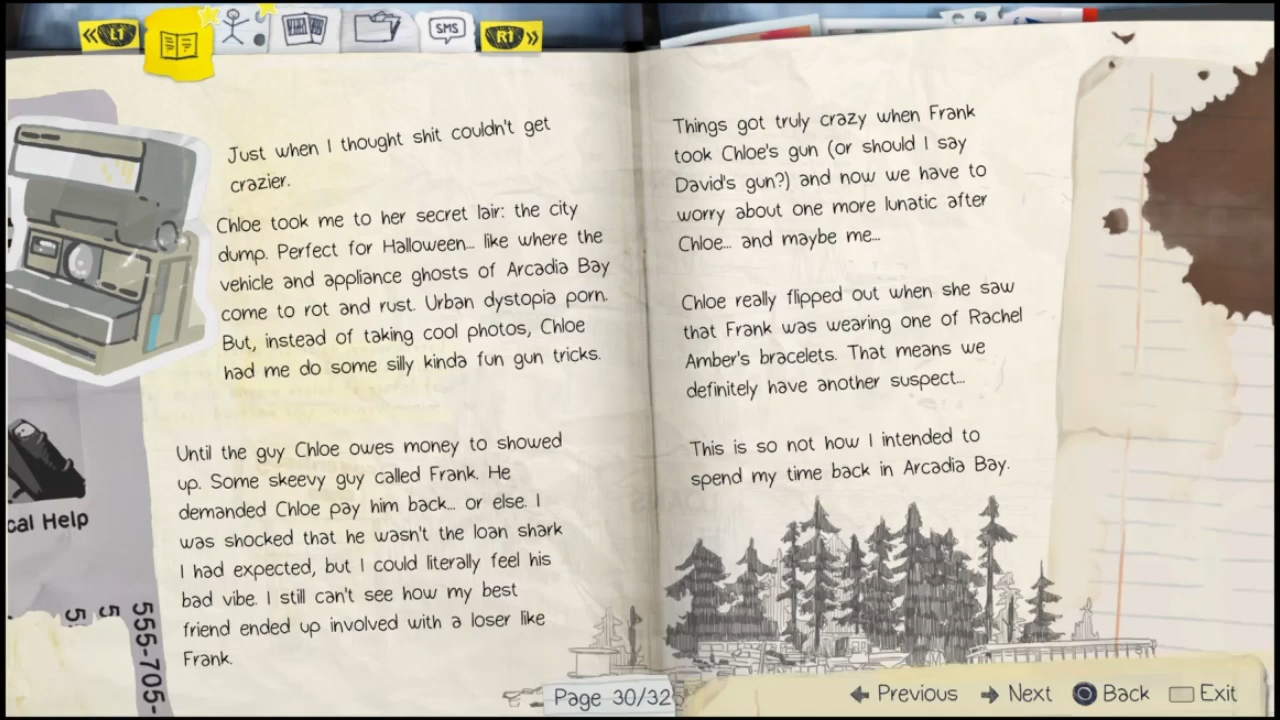 L1
SMS
R1
Just when I thought shit couldn't get
crazier.
Chloe took me to her secret lair: the city
dump. Perfect for Halloween... like where the
vehicle and appliance ghosts of Arcadia Bay
come to rot and rust. Urban dystopia porn.
But, instead of taking cool photos, Chloe
had me do some silly kinda fun gun tricks.
Until the guy Chloe owes money to showed
up. Some skeevy guy called Frank. He
demanded Chloe pay him back... or else. I
was shocked that he wasn't the loan shark
I had expected, but I could literally feel his
bad vibe. I still can't see how my best
friend ended up involved with a loser like
Frank.
Things got truly crazy when Frank
took Chloe's gun (or should I say
David's gun?) and now we have to
worry about one more lunatic after
Chloe... and maybe me...
Chloe really flipped out when she saw
that Frank was wearing one of Rachel
Amber's bracelets. That means we
definitely have another suspect...
This is so not how I intended to
spend my time back in Arcadia Bay.
cal Help
5
5
555-705-
Page 30/32
Previous
Next
Back
Exit